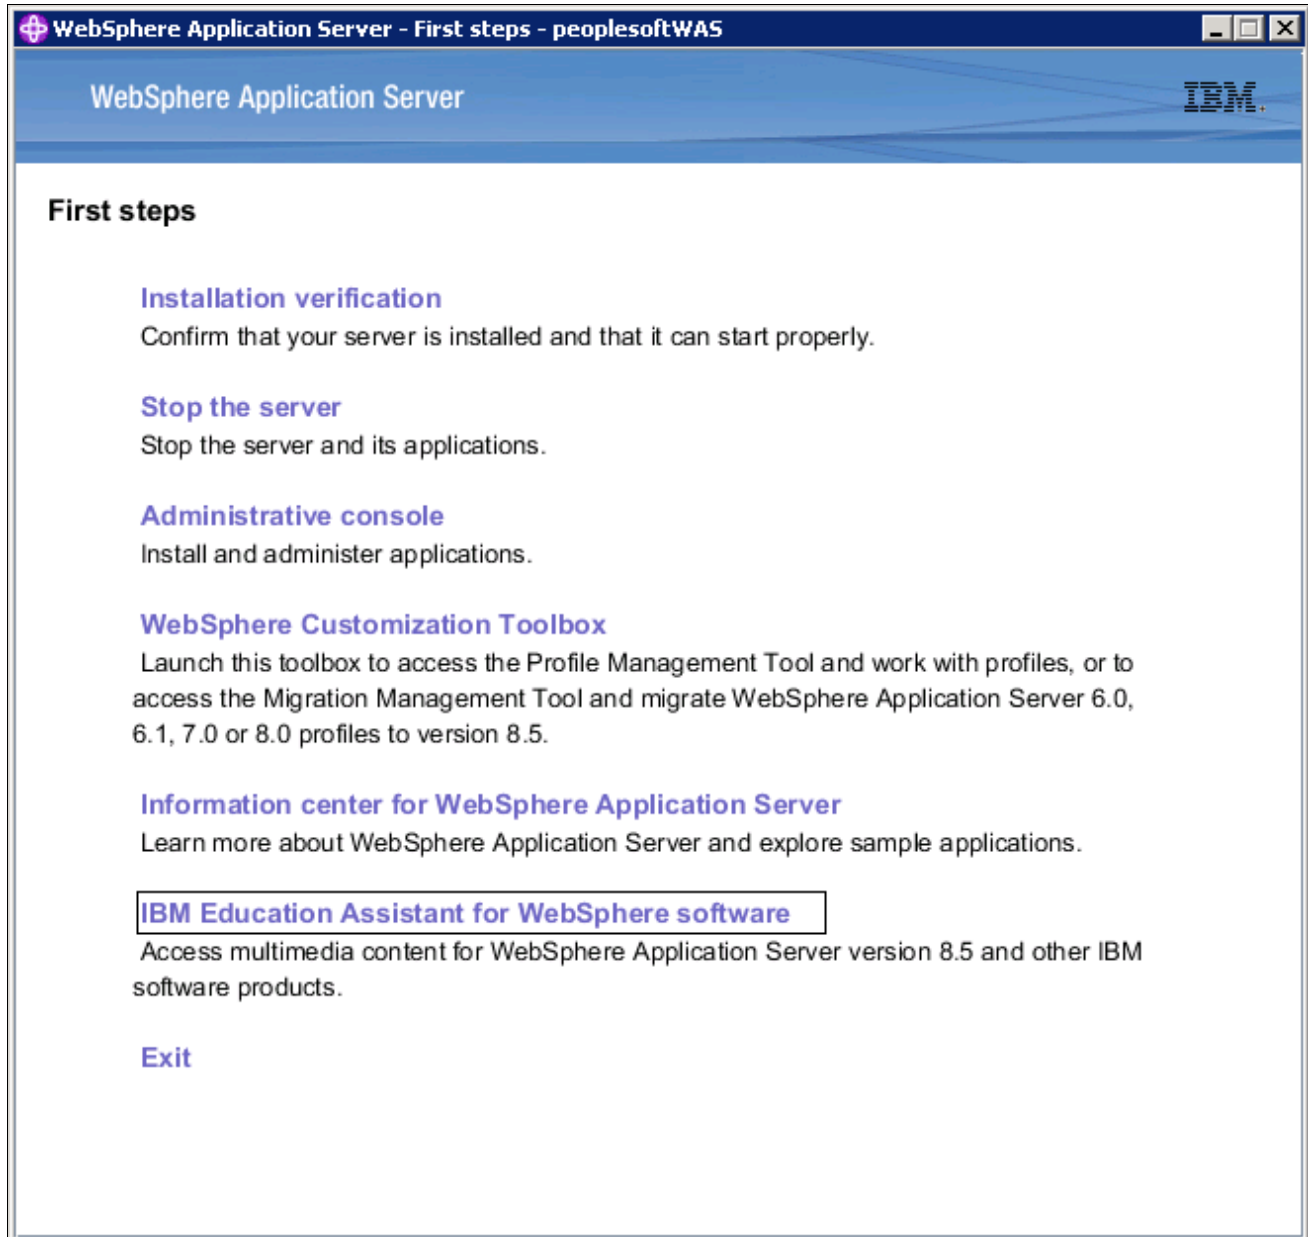 WebSphere Application Server - First steps - peoplesoftWAS
WebSphere Application Server
IBM.
First steps
Installation verification
Confirm that your server is installed and that it can start properly.
Stop the server
Stop the server and its applications.
Administrative console
Install and administer applications.
WebSphere Customization Toolbox
Launch this toolbox to access the Profile Management Tool and work with profiles, or to
access the Migration Management Tool and migrate WebSphere Application Server 6.0,
6.1, 7.0 or 8.0 profiles to version 8.5.
Information center for WebSphere Application Server
Learn more about WebSphere Application Server and explore sample applications.
IBM Education Assistant for WebSphere software
Access multimedia content for WebSphere Application Server version 8.5 and other IBM
software products.
Exit